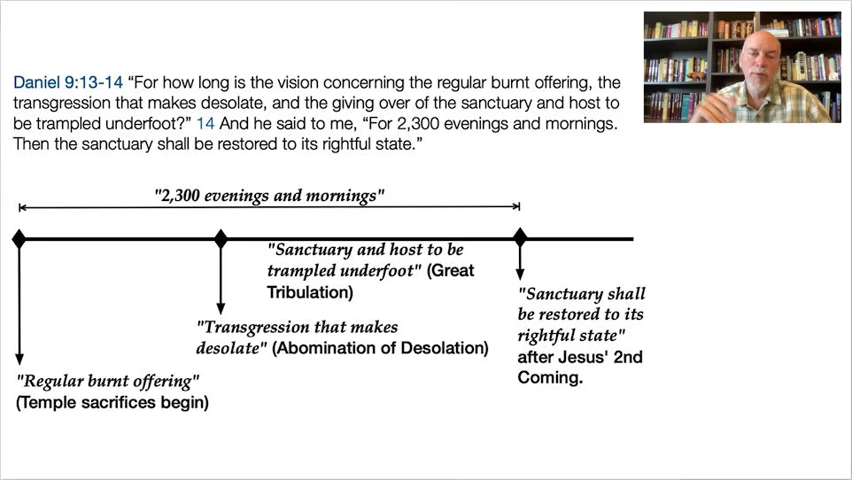 Daniel 9:13-14 “For how long is the vision concerning the regular burnt offering, the
transgression that makes desolate, and the giving over of the sanctuary and host to
be trampled underfoot?” 14 And he said to me, “For 2,300 evenings and mornings.
Then the sanctuary shall be restored to its rightful state.”
"2,300 evenings and mornings"
"Sanctuary and host to be
trampled underfoot" (Great
Tribulation)
"Transgression that makes
desolate" (Abomination of Desolation)
"Sanctuary shall
be restored to its
rightful state"
after Jesus' 2nd
Coming.
"Regular burnt offering"
(Temple sacrifices begin)